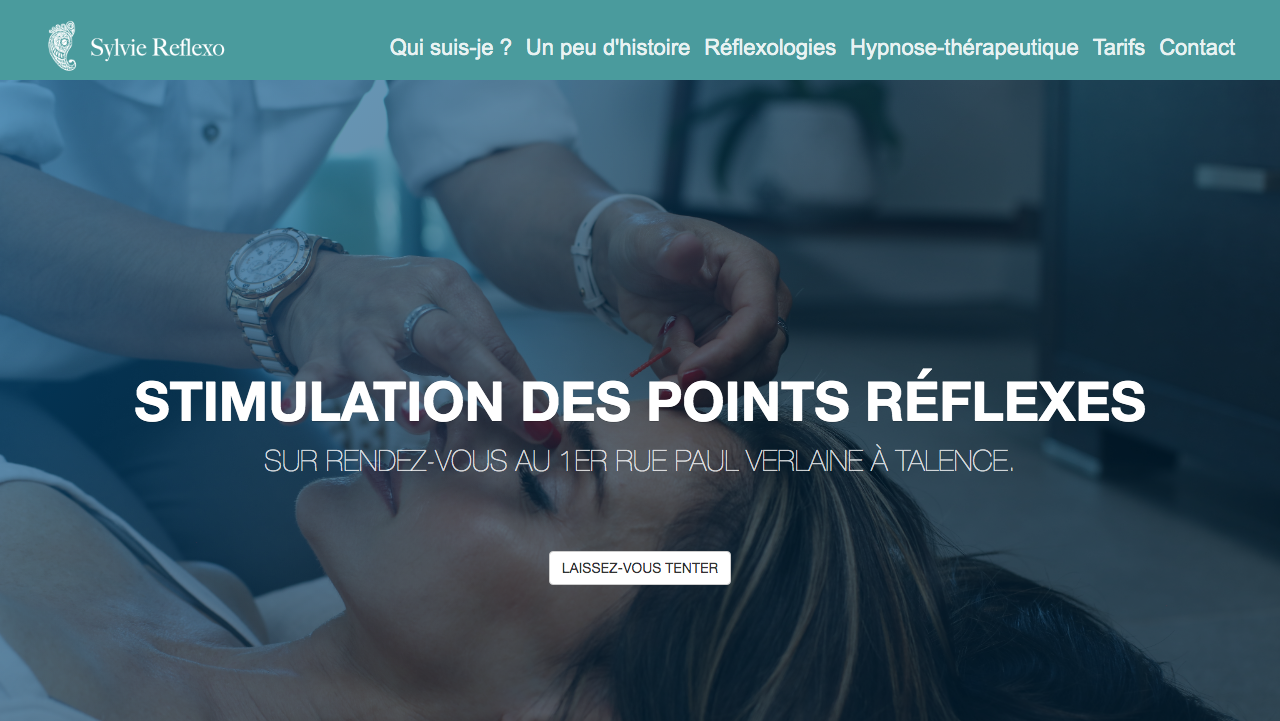 Sylvie Reflexo
Qui suis-je ? Un peu d'histoire Réflexologies Hypnose-thérapeutique Tarifs Contact
STIMULATION DES POINTS RÉFLEXES
SUR RENDEZ-VOUS AU 1ER RUE PAUL VERLAINE À TALENCE.
LAISSEZ-VOUS TENTER